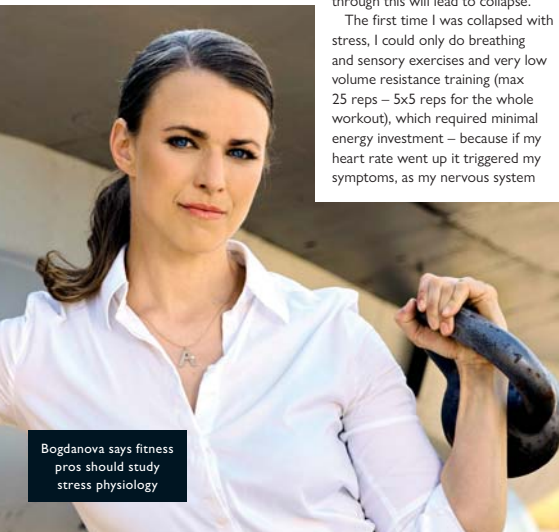 through this will lead to collapse.
The first time I was collapsed with
stress, I could only do breathing
and sensory exercises and very low
volume resistance training (max
25 reps – 5x5 reps for the whole
workout), which required minimal
energy investment – because if my
heart rate went up it triggered my
symptoms, as my nervous system
Bogdanova says fitness
pros should study
stress physiology